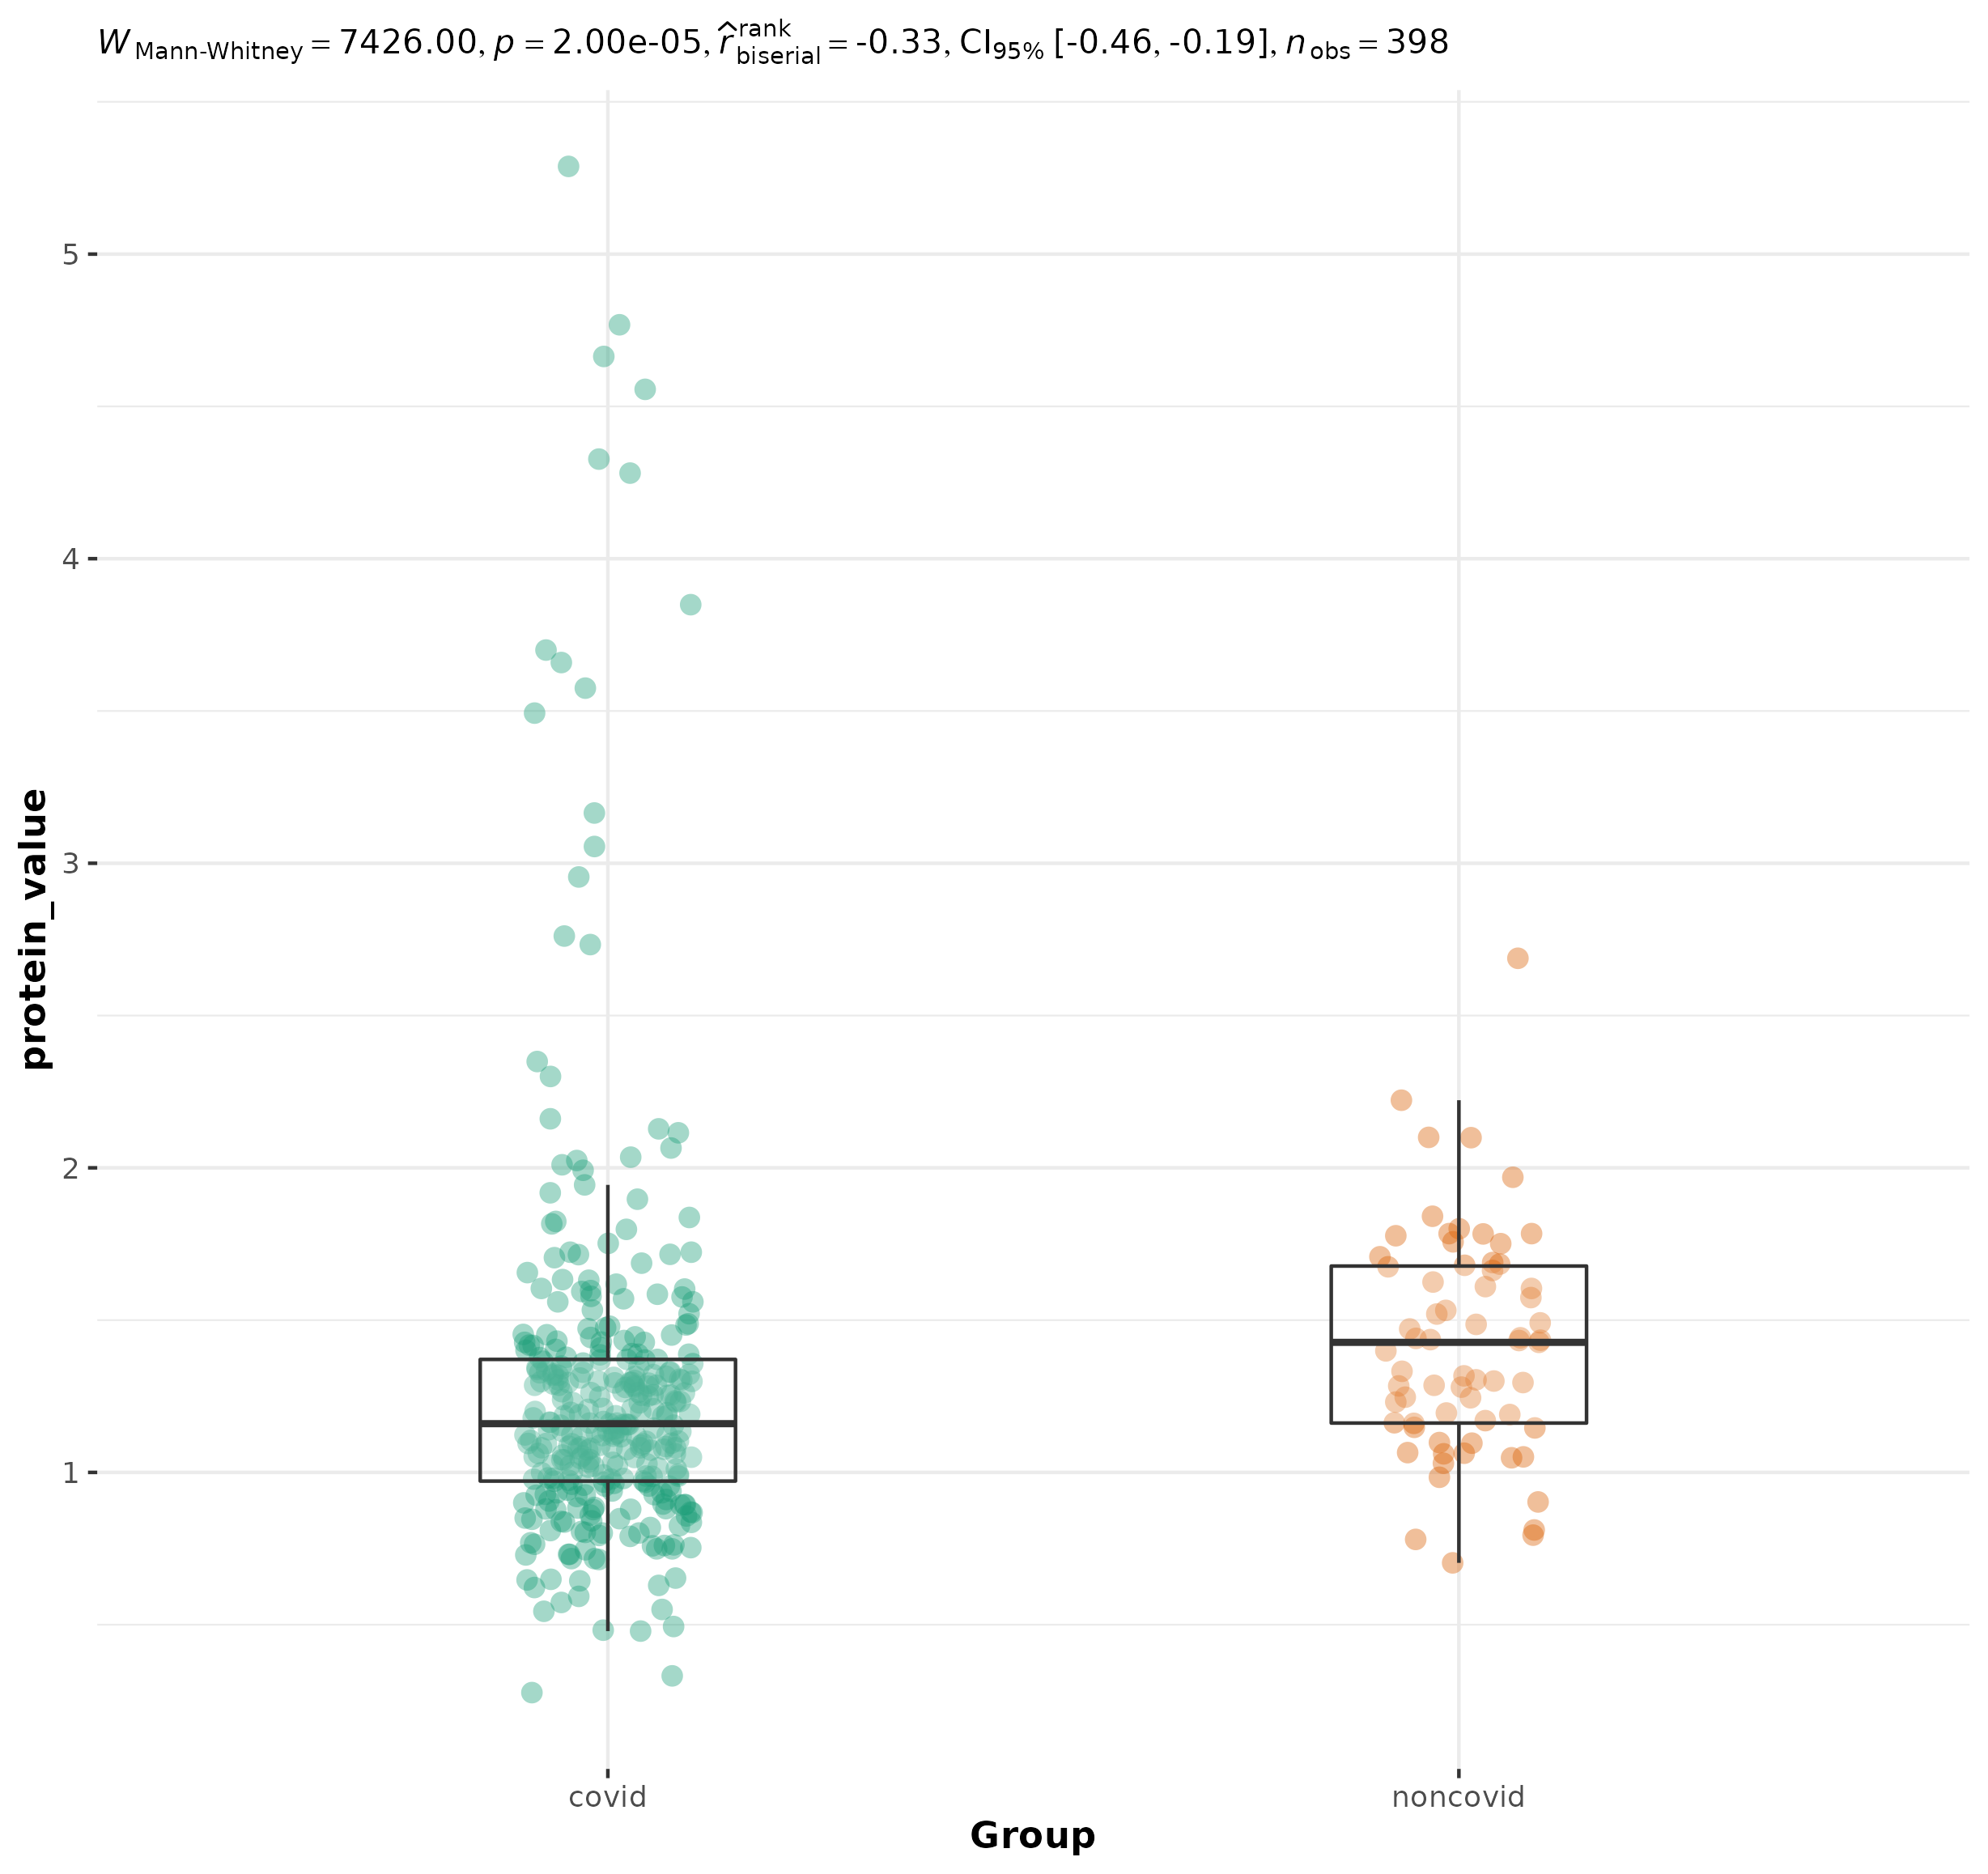 W Mann-Whitney = 7426.00, p = 2.00e-05, r̂ rank biserial = -0.33, CI95% [-0.46, -0.19], n obs = 398
5
4
3
2
1
protein_value
covid noncovid
Group